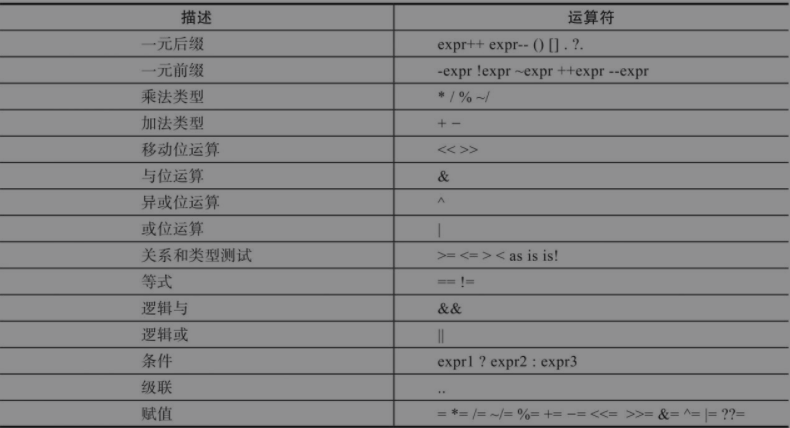 描述 运算符
一元后缀 expr++ expr-- () [] . ?.
一元前缀 -expr !expr ~expr ++expr --expr
乘法类型 * / % ~/
加法类型 + −
移动位运算 << >>
与位运算 &
异或位运算 ^
或位运算 |
关系和类型测试 >= <= > < as is is!
等式 == !=
逻辑与 &&
逻辑或 ||
条件 expr1 ? expr2 : expr3
级联 ..
赋值 = *= /= ~/= %= += −= <<= >>= &= ^= |= ??=